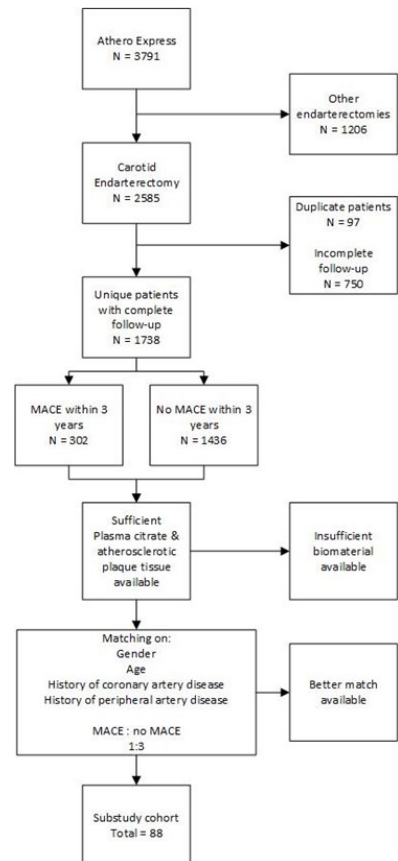 Athero Express
N = 3791
Other
endarterectomies
N = 1206
Carotid
Endarterectomy
N = 2585
Duplicate patients
N = 97
Incomplete
follow-up
N = 750
Unique patients
with complete
follow-up
N = 1738
MACE within 3
years
N = 302
No MACE within 3
years
N = 1436
Sufficient
Plasma citrate &
atherosclerotic
plaque tissue
available
Insufficient
biomaterial
available
Matching on:
Gender
Age
History of coronary artery disease
History of peripheral artery disease
MACE : no MACE
1:3
Better match
available
Substudy cohort
Total = 88